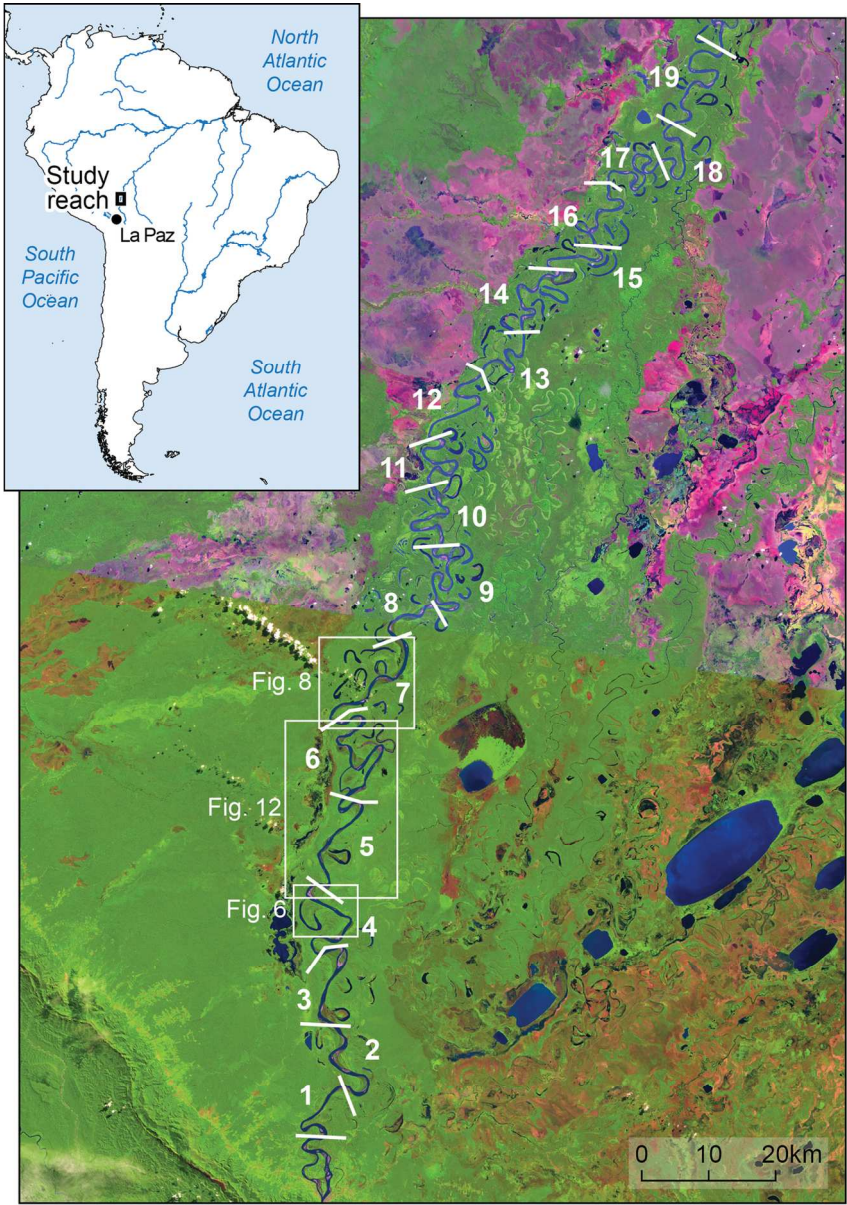 North
Atlantic
Ocean
Study
reach
La Paz
South
Pacific
Ocean
South
Atlantic
Ocean
19
17
18
16
15
14
13
12
11
10
9
8
Fig. 8
7
6
Fig. 12
5
Fig. 6
4
3
2
1
0 10 20km